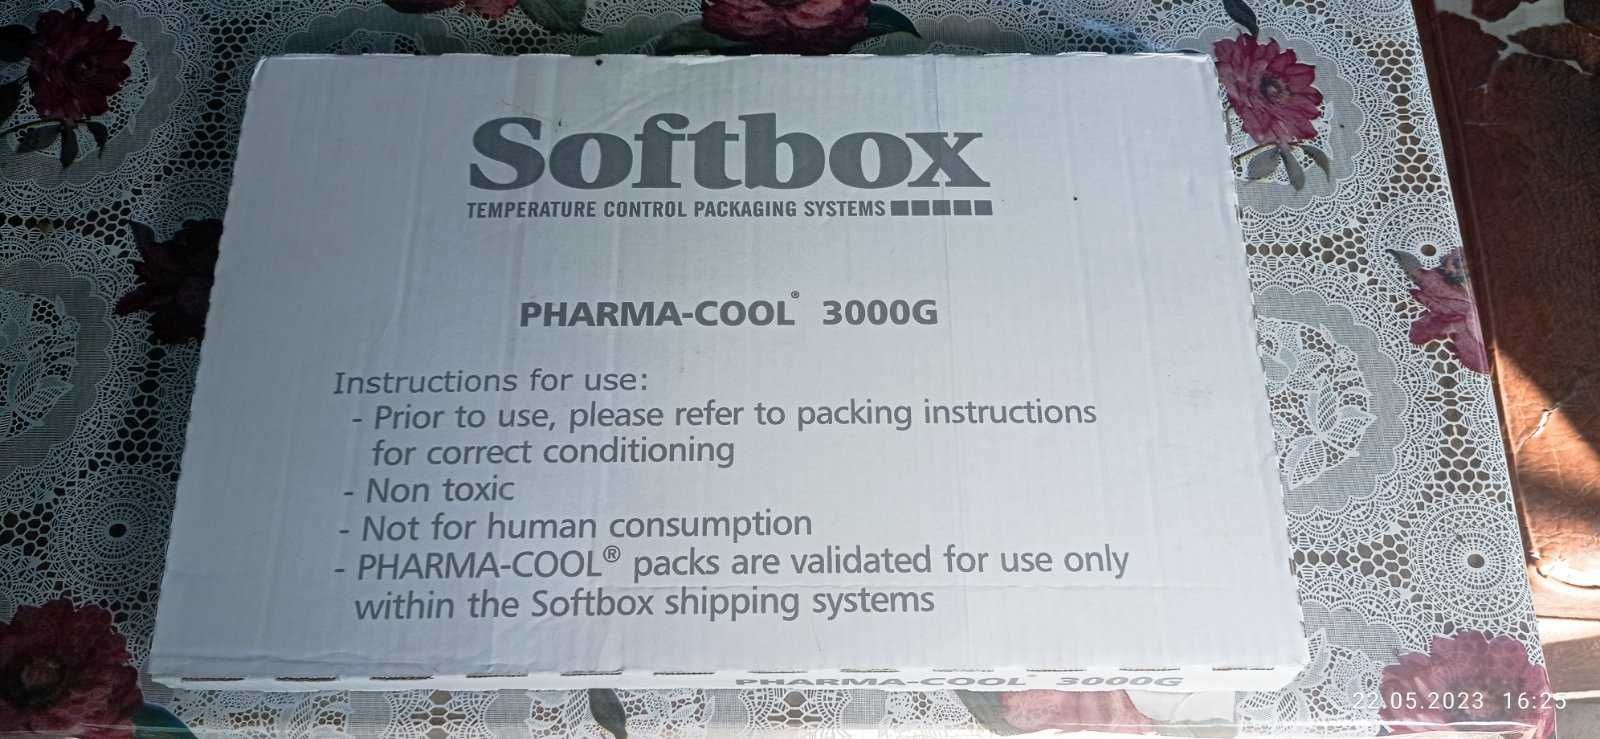 Softbox
TEMPERATURE CONTROL PACKAGING SYSTEMS
PHARMA-COOL® 3000G
Instructions for use:
- Prior to use, please refer to packing instructions
for correct conditioning
- Non toxic
- Not for human consumption
- PHARMA-COOL® packs are validated for use only
within the Softbox shipping systems
PHARMA-COOL® 3000G
22.05.2023 16:25